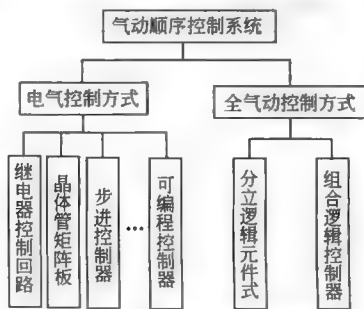 气动顺序控制系统
电气控制方式
全气动控制方式
继电器控制回路
晶体管矩阵板
步进控制器
…
可编程控制器
分立逻辑元件式
组合逻辑控制器